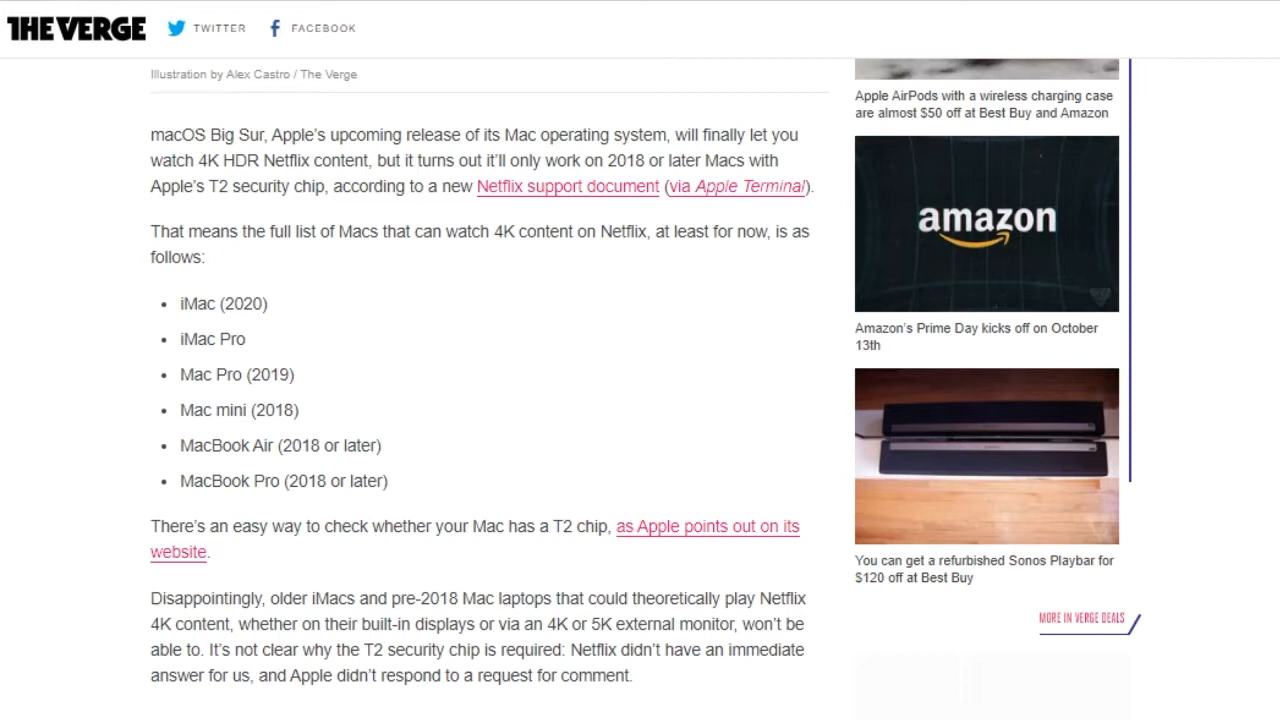 THE VERGE
TWITTER
FACEBOOK
Illustration by Alex Castro / The Verge
macOS Big Sur, Apple's upcoming release of its Mac operating system, will finally let you
watch 4K HDR Netflix content, but it turns out it'll only work on 2018 or later Macs with
Apple's T2 security chip, according to a new Netflix support document (via Apple Terminal).
That means the full list of Macs that can watch 4K content on Netflix, at least for now, is as
follows:
• iMac (2020)
• iMac Pro
• Mac Pro (2019)
• Mac mini (2018)
• MacBook Air (2018 or later)
• MacBook Pro (2018 or later)
There's an easy way to check whether your Mac has a T2 chip, as Apple points out on its
website.
Disappointingly, older iMacs and pre-2018 Mac laptops that could theoretically play Netflix
4K content, whether on their built-in displays or via an 4K or 5K external monitor, won't be
able to. It's not clear why the T2 security chip is required: Netflix didn't have an immediate
answer for us, and Apple didn't respond to a request for comment.
Apple AirPods with a wireless charging case
are almost $50 off at Best Buy and Amazon
amazon
Amazon's Prime Day kicks off on October
13th
You can get a refurbished Sonos Playbar for
$120 off at Best Buy
MORE IN VERGE DEALS